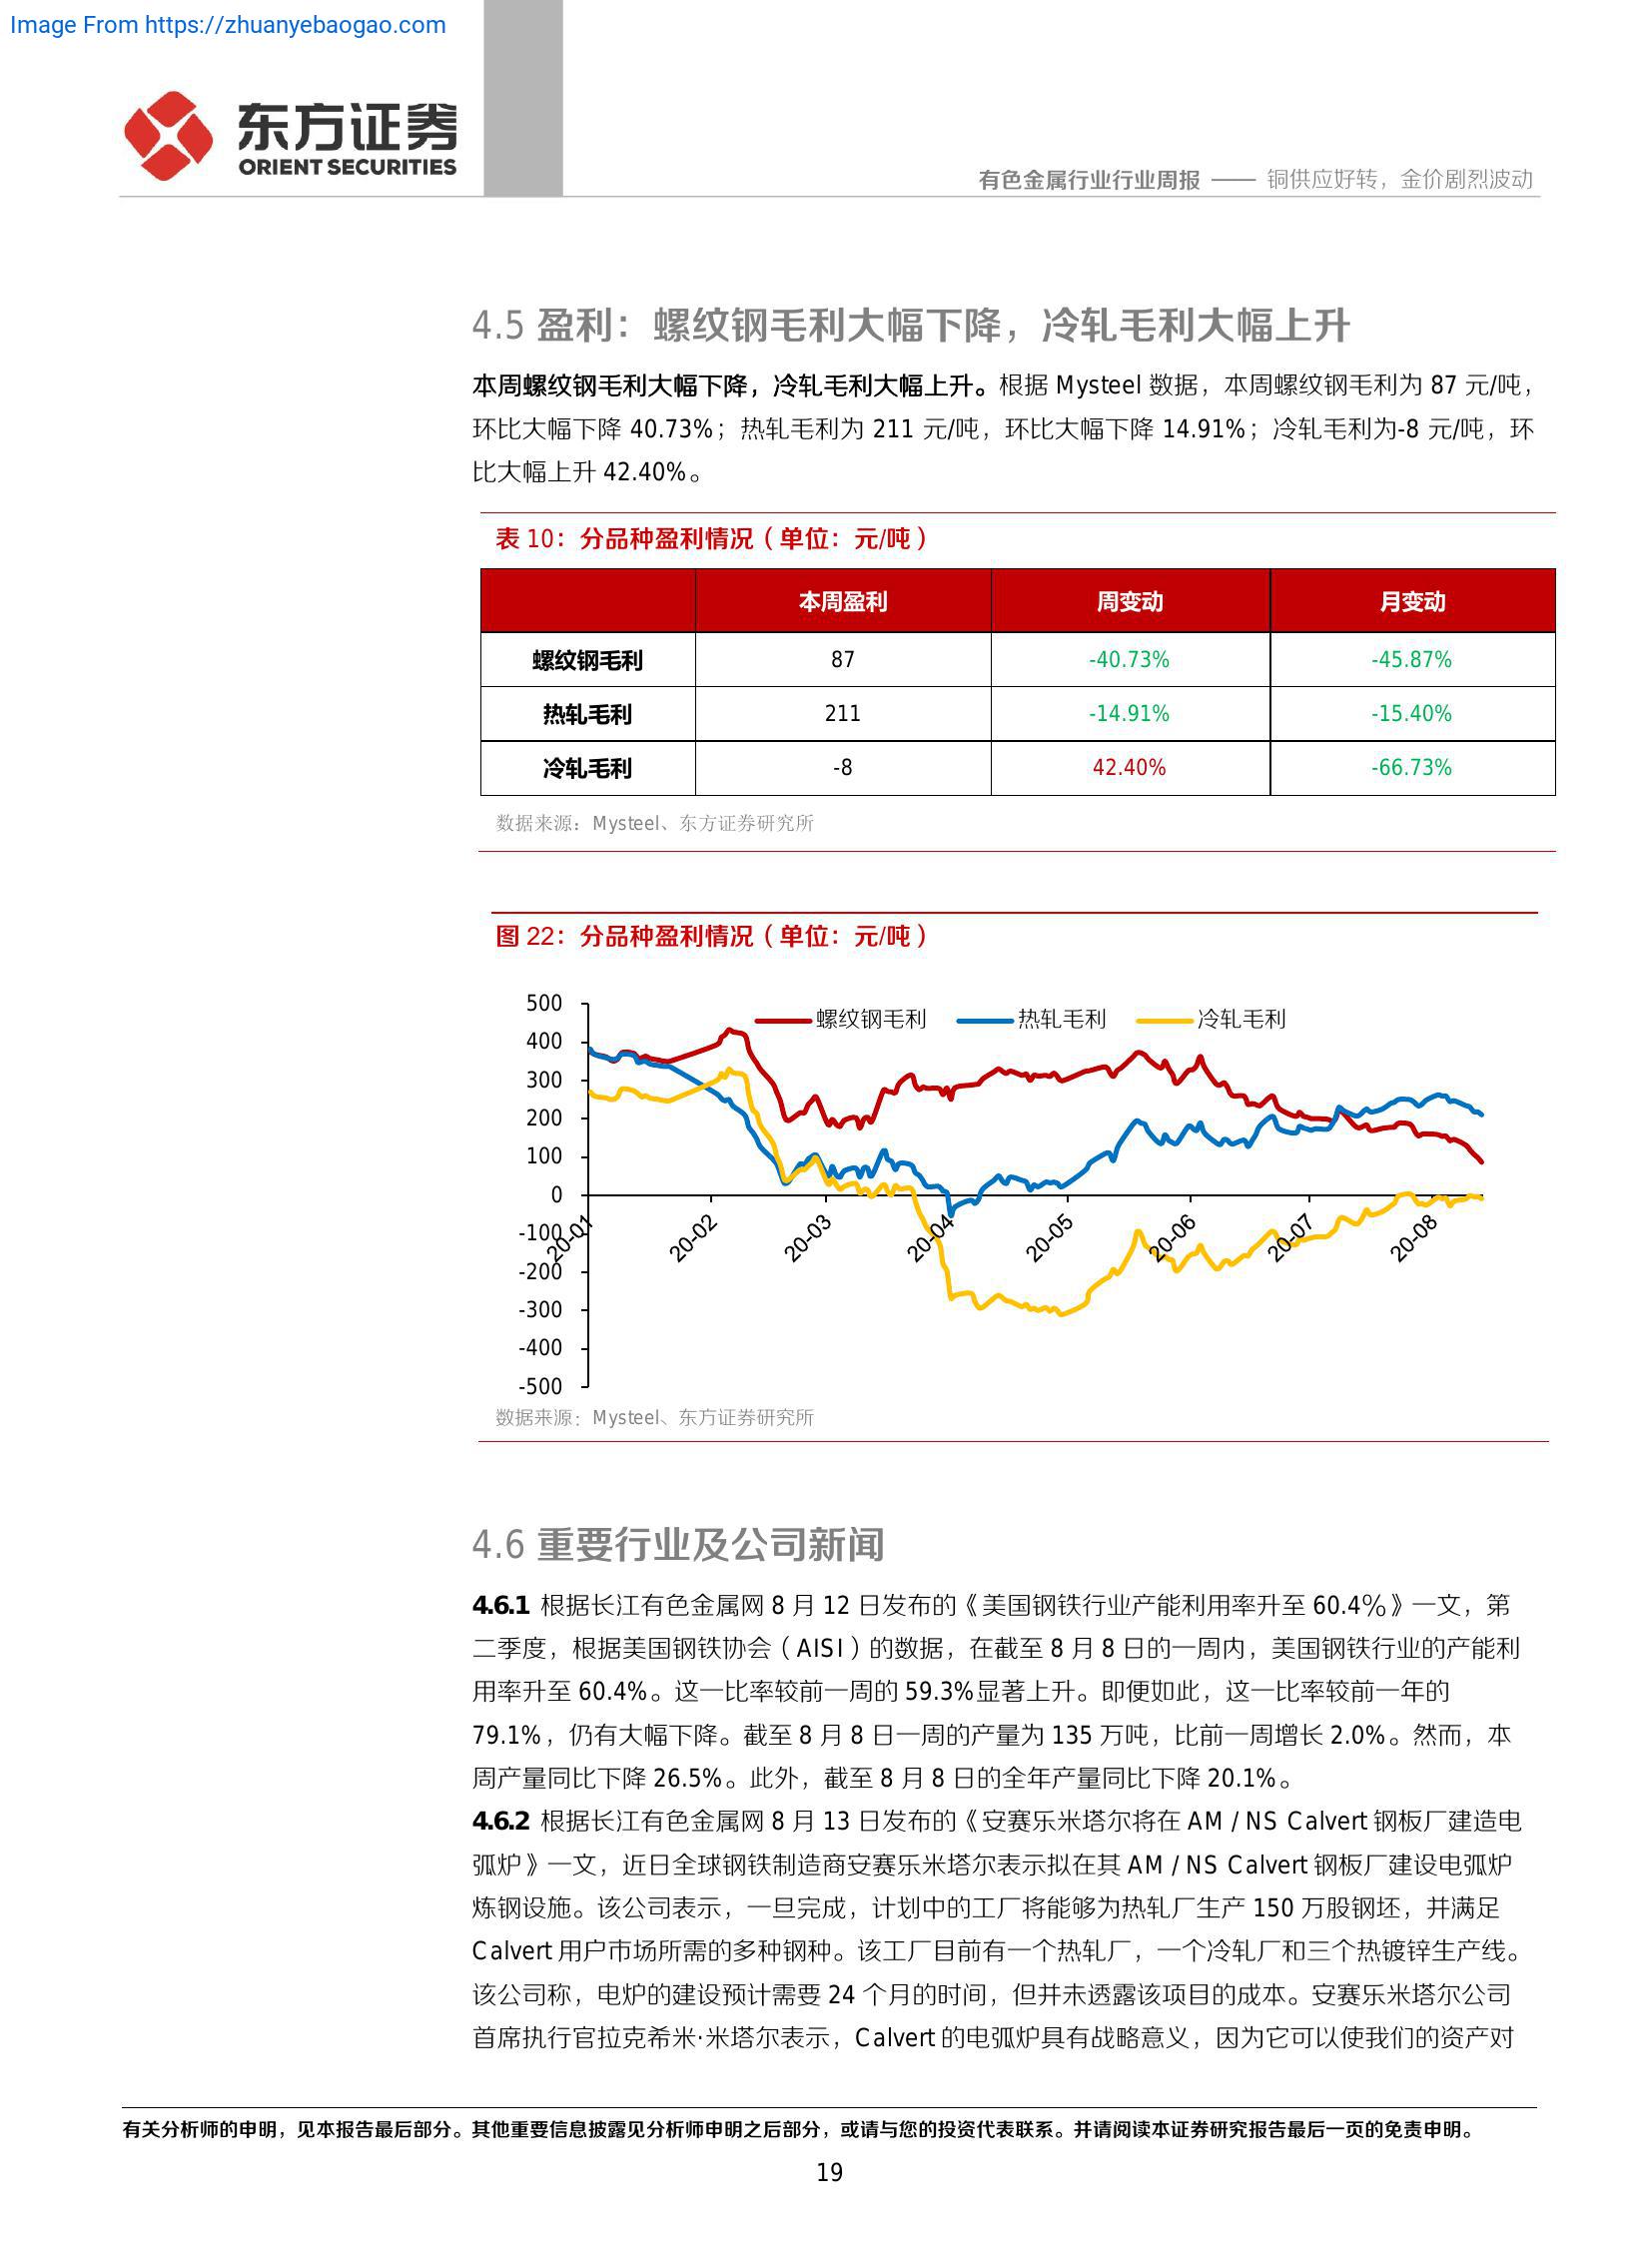 Image From https://zhuanyebaogao.com
东方证券
ORIENT SECURITIES
有色金属行业行业周报 —— 铜供应好转，金价剧烈波动
4.5 盈利：螺纹钢毛利大幅下降，冷轧毛利大幅上升
本周螺纹钢毛利大幅下降，冷轧毛利大幅上升。根据 Mysteel 数据，本周螺纹钢毛利为 87 元/吨，
环比大幅下降 40.73%；热轧毛利为 211 元/吨，环比大幅下降 14.91%；冷轧毛利为-8 元/吨，环
比大幅上升 42.40%。
表 10：分品种盈利情况（单位：元/吨）
本周盈利 周变动 月变动
螺纹钢毛利 87 -40.73% -45.87%
热轧毛利 211 -14.91% -15.40%
冷轧毛利 -8 42.40% -66.73%
数据来源：Mysteel、东方证券研究所
图 22：分品种盈利情况（单位：元/吨）
螺纹钢毛利 热轧毛利 冷轧毛利
500
400
300
200
100
0
-100
-200
-300
-400
-500
20-01 20-02 20-03 20-04 20-05 20-06 20-07 20-08
数据来源：Mysteel、东方证券研究所
4.6 重要行业及公司新闻
4.6.1 根据长江有色金属网 8 月 12 日发布的《美国钢铁行业产能利用率升至 60.4％》一文，第
二季度，根据美国钢铁协会（AISI）的数据，在截至 8 月 8 日的一周内，美国钢铁行业的产能利
用率升至 60.4%。这一比率较前一周的 59.3%显著上升。即便如此，这一比率较前一年的
79.1%，仍有大幅下降。截至 8 月 8 日一周的产量为 135 万吨，比前一周增长 2.0%。然而，本
周产量同比下降 26.5%。此外，截至 8 月 8 日的全年产量同比下降 20.1%。
4.6.2 根据长江有色金属网 8 月 13 日发布的《安赛乐米塔尔将在 AM / NS Calvert 钢板厂建造电
弧炉》一文，近日全球钢铁制造商安赛乐米塔尔表示拟在其 AM / NS Calvert 钢板厂建设电弧炉
炼钢设施。该公司表示，一旦完成，计划中的工厂将能够为热轧厂生产 150 万股钢坯，并满足
Calvert 用户市场所需的多种钢种。该工厂目前有一个热轧厂，一个冷轧厂和三个热镀锌生产线。
该公司称，电炉的建设预计需要 24 个月的时间，但并未透露该项目的成本。安赛乐米塔尔公司
首席执行官拉克希米·米塔尔表示，Calvert 的电弧炉具有战略意义，因为它可以使我们的资产对
有关分析师的申明，见本报告最后部分。其他重要信息披露见分析师申明之后部分，或请与您的投资代表联系。并请阅读本证券研究报告最后一页的免责申明。
19